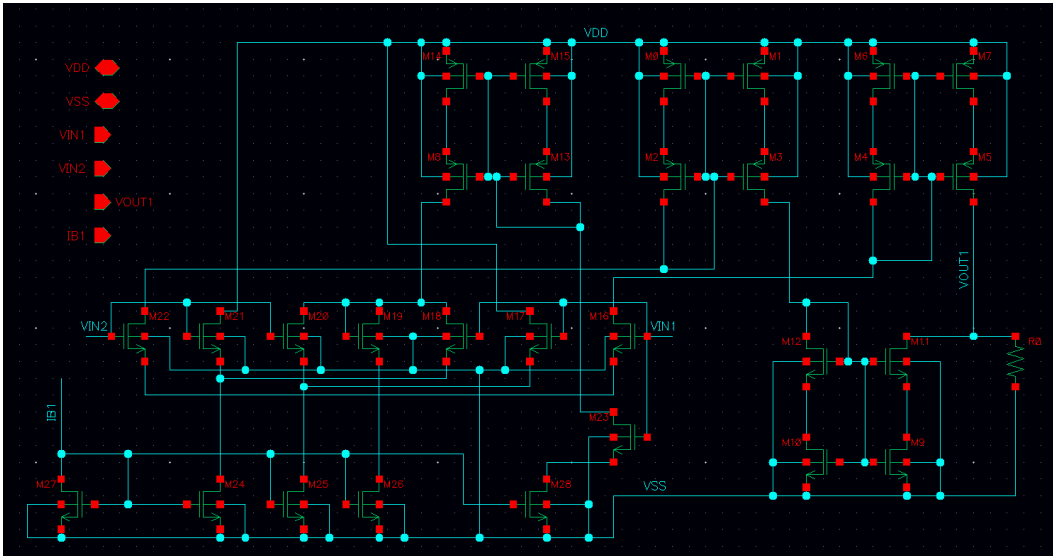 VDD
M14
M15
M0
M1
M6
M7
VDD
VSS
VIN1
VIN2
VOUT1
IB1
M8
M13
M2
M3
M4
M5
VOUT1
M22
M21
M20
M19
M18
M17
M16
VIN2
VIN1
M12
M11
R0
IB1
M23
M10
M9
M27
M24
M25
M26
M28
VSS